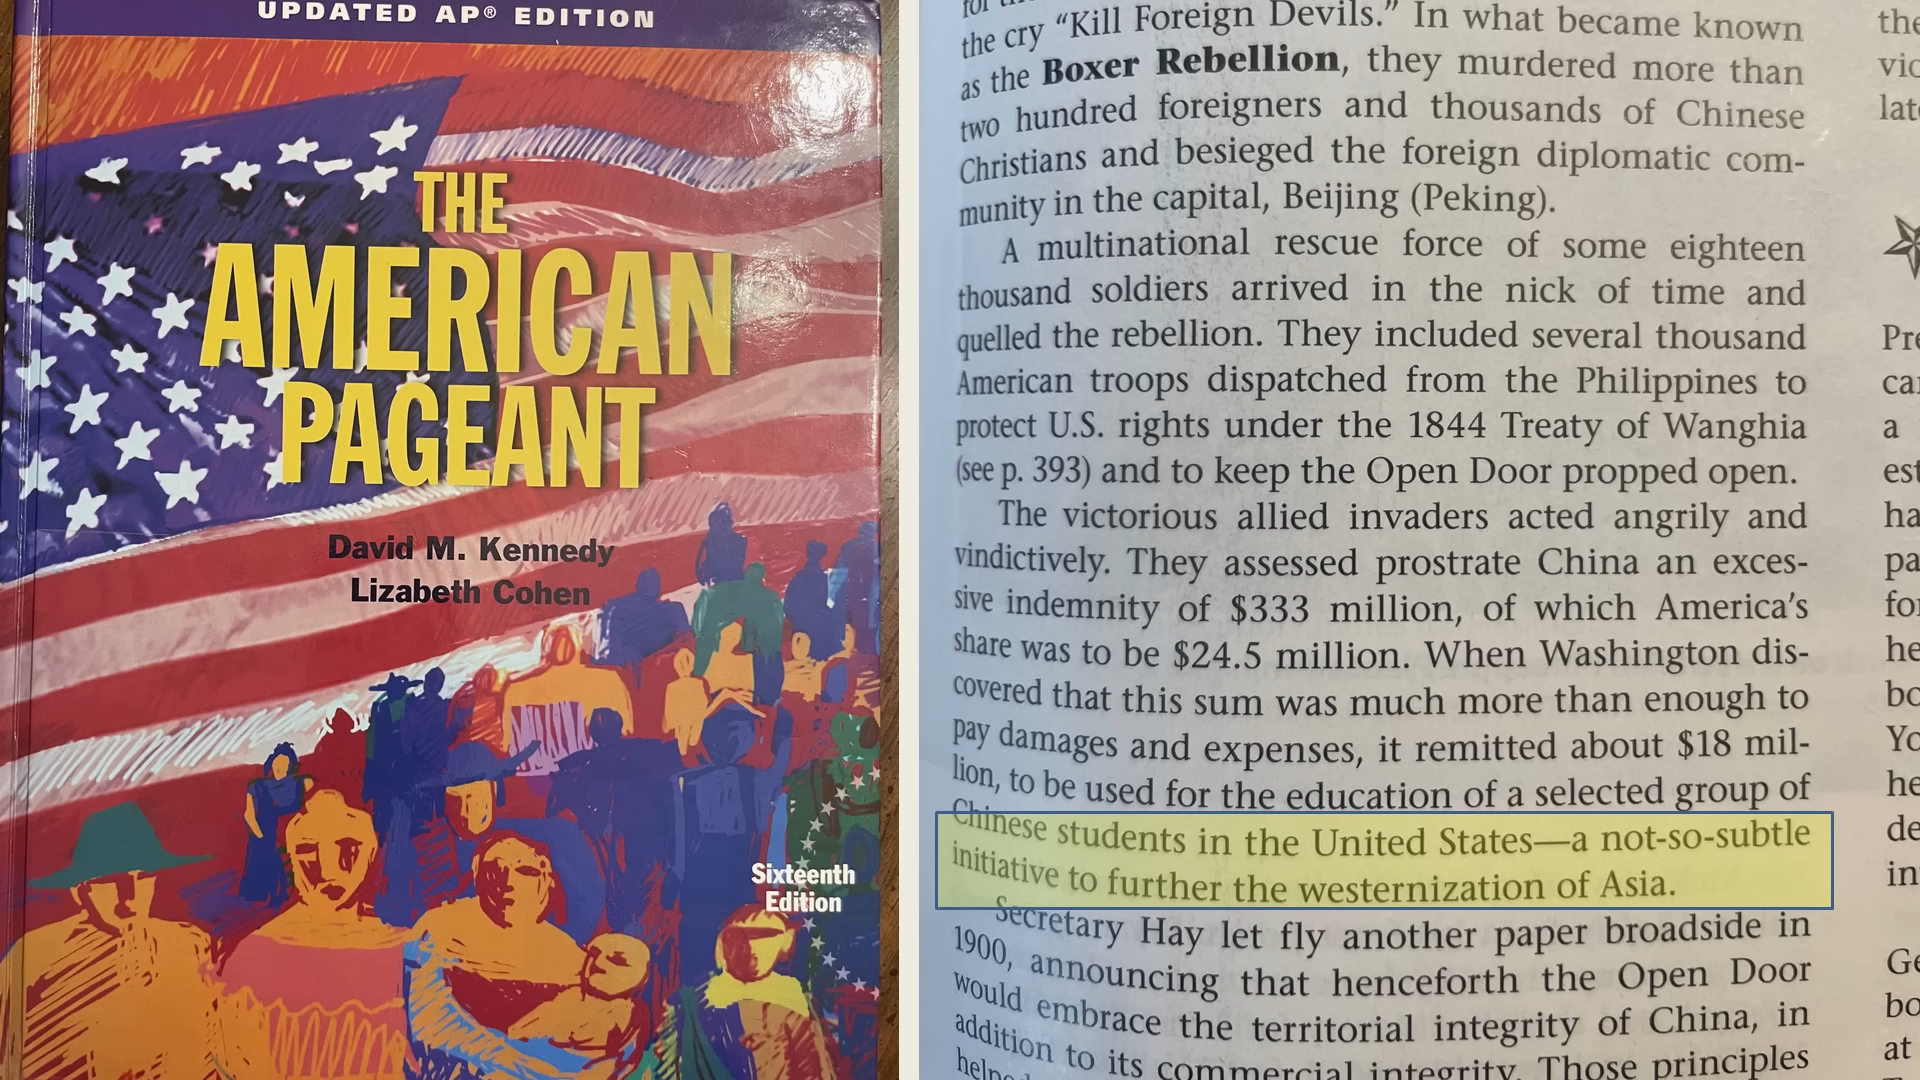 UPDATED AP® EDITION
THE
AMERICAN
PAGEANT
David M. Kennedy
Lizabeth Cohen
Sixteenth
Edition
the cry “Kill Foreign Devils.” In what became known
as the Boxer Rebellion, they murdered more than
two hundred foreigners and thousands of Chinese
Christians and besieged the foreign diplomatic com-
munity in the capital, Beijing (Peking).
A multinational rescue force of some eighteen
thousand soldiers arrived in the nick of time and
quelled the rebellion. They included several thousand
American troops dispatched from the Philippines to
protect U.S. rights under the 1844 Treaty of Wanghia
(see p. 393) and to keep the Open Door propped open.
The victorious allied invaders acted angrily and
vindictively. They assessed prostrate China an exces-
sive indemnity of $333 million, of which America’s
share was to be $24.5 million. When Washington dis-
covered that this sum was much more than enough to
pay damages and expenses, it remitted about $18 mil-
lion, to be used for the education of a selected group of
Chinese students in the United States—a not-so-subtle
initiative to further the westernization of Asia.
Secretary Hay let fly another paper broadside in
1900, announcing that henceforth the Open Door
would embrace the territorial integrity of China, in
addition to its commercial integrity. Those principles